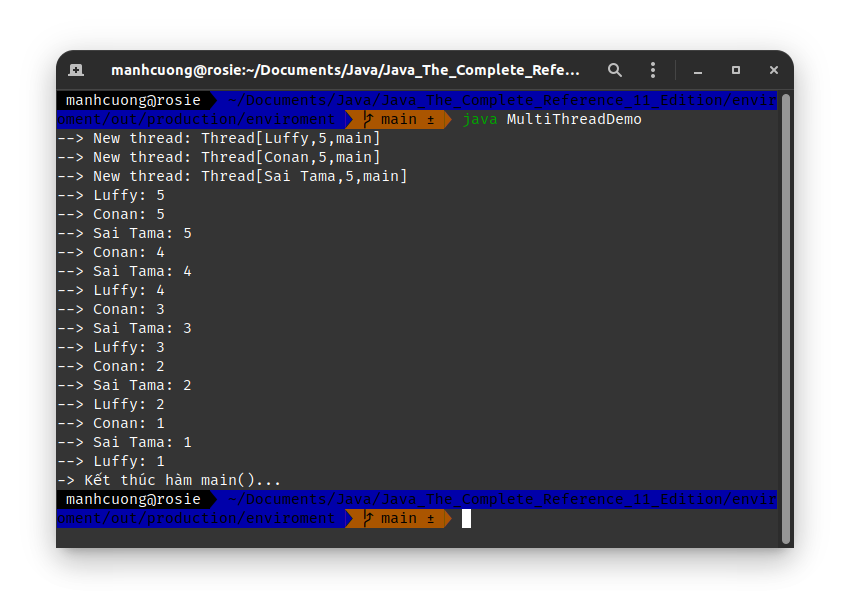 manhcuong@rosie:~/Documents/Java/Java_The_Complete_Refe...
manhcuong@rosie ~/Documents/Java/Java_The_Complete_Reference_11_Edition/envir
oment/out/production/enviroment main ± java MultiThreadDemo
--> New thread: Thread[Luffy,5,main]
--> New thread: Thread[Conan,5,main]
--> New thread: Thread[Sai Tama,5,main]
--> Luffy: 5
--> Conan: 5
--> Sai Tama: 5
--> Conan: 4
--> Sai Tama: 4
--> Luffy: 4
--> Conan: 3
--> Sai Tama: 3
--> Luffy: 3
--> Conan: 2
--> Sai Tama: 2
--> Luffy: 2
--> Conan: 1
--> Sai Tama: 1
--> Luffy: 1
-> Kết thúc hàm main()...
manhcuong@rosie ~/Documents/Java/Java_The_Complete_Reference_11_Edition/envir
oment/out/production/enviroment main ±